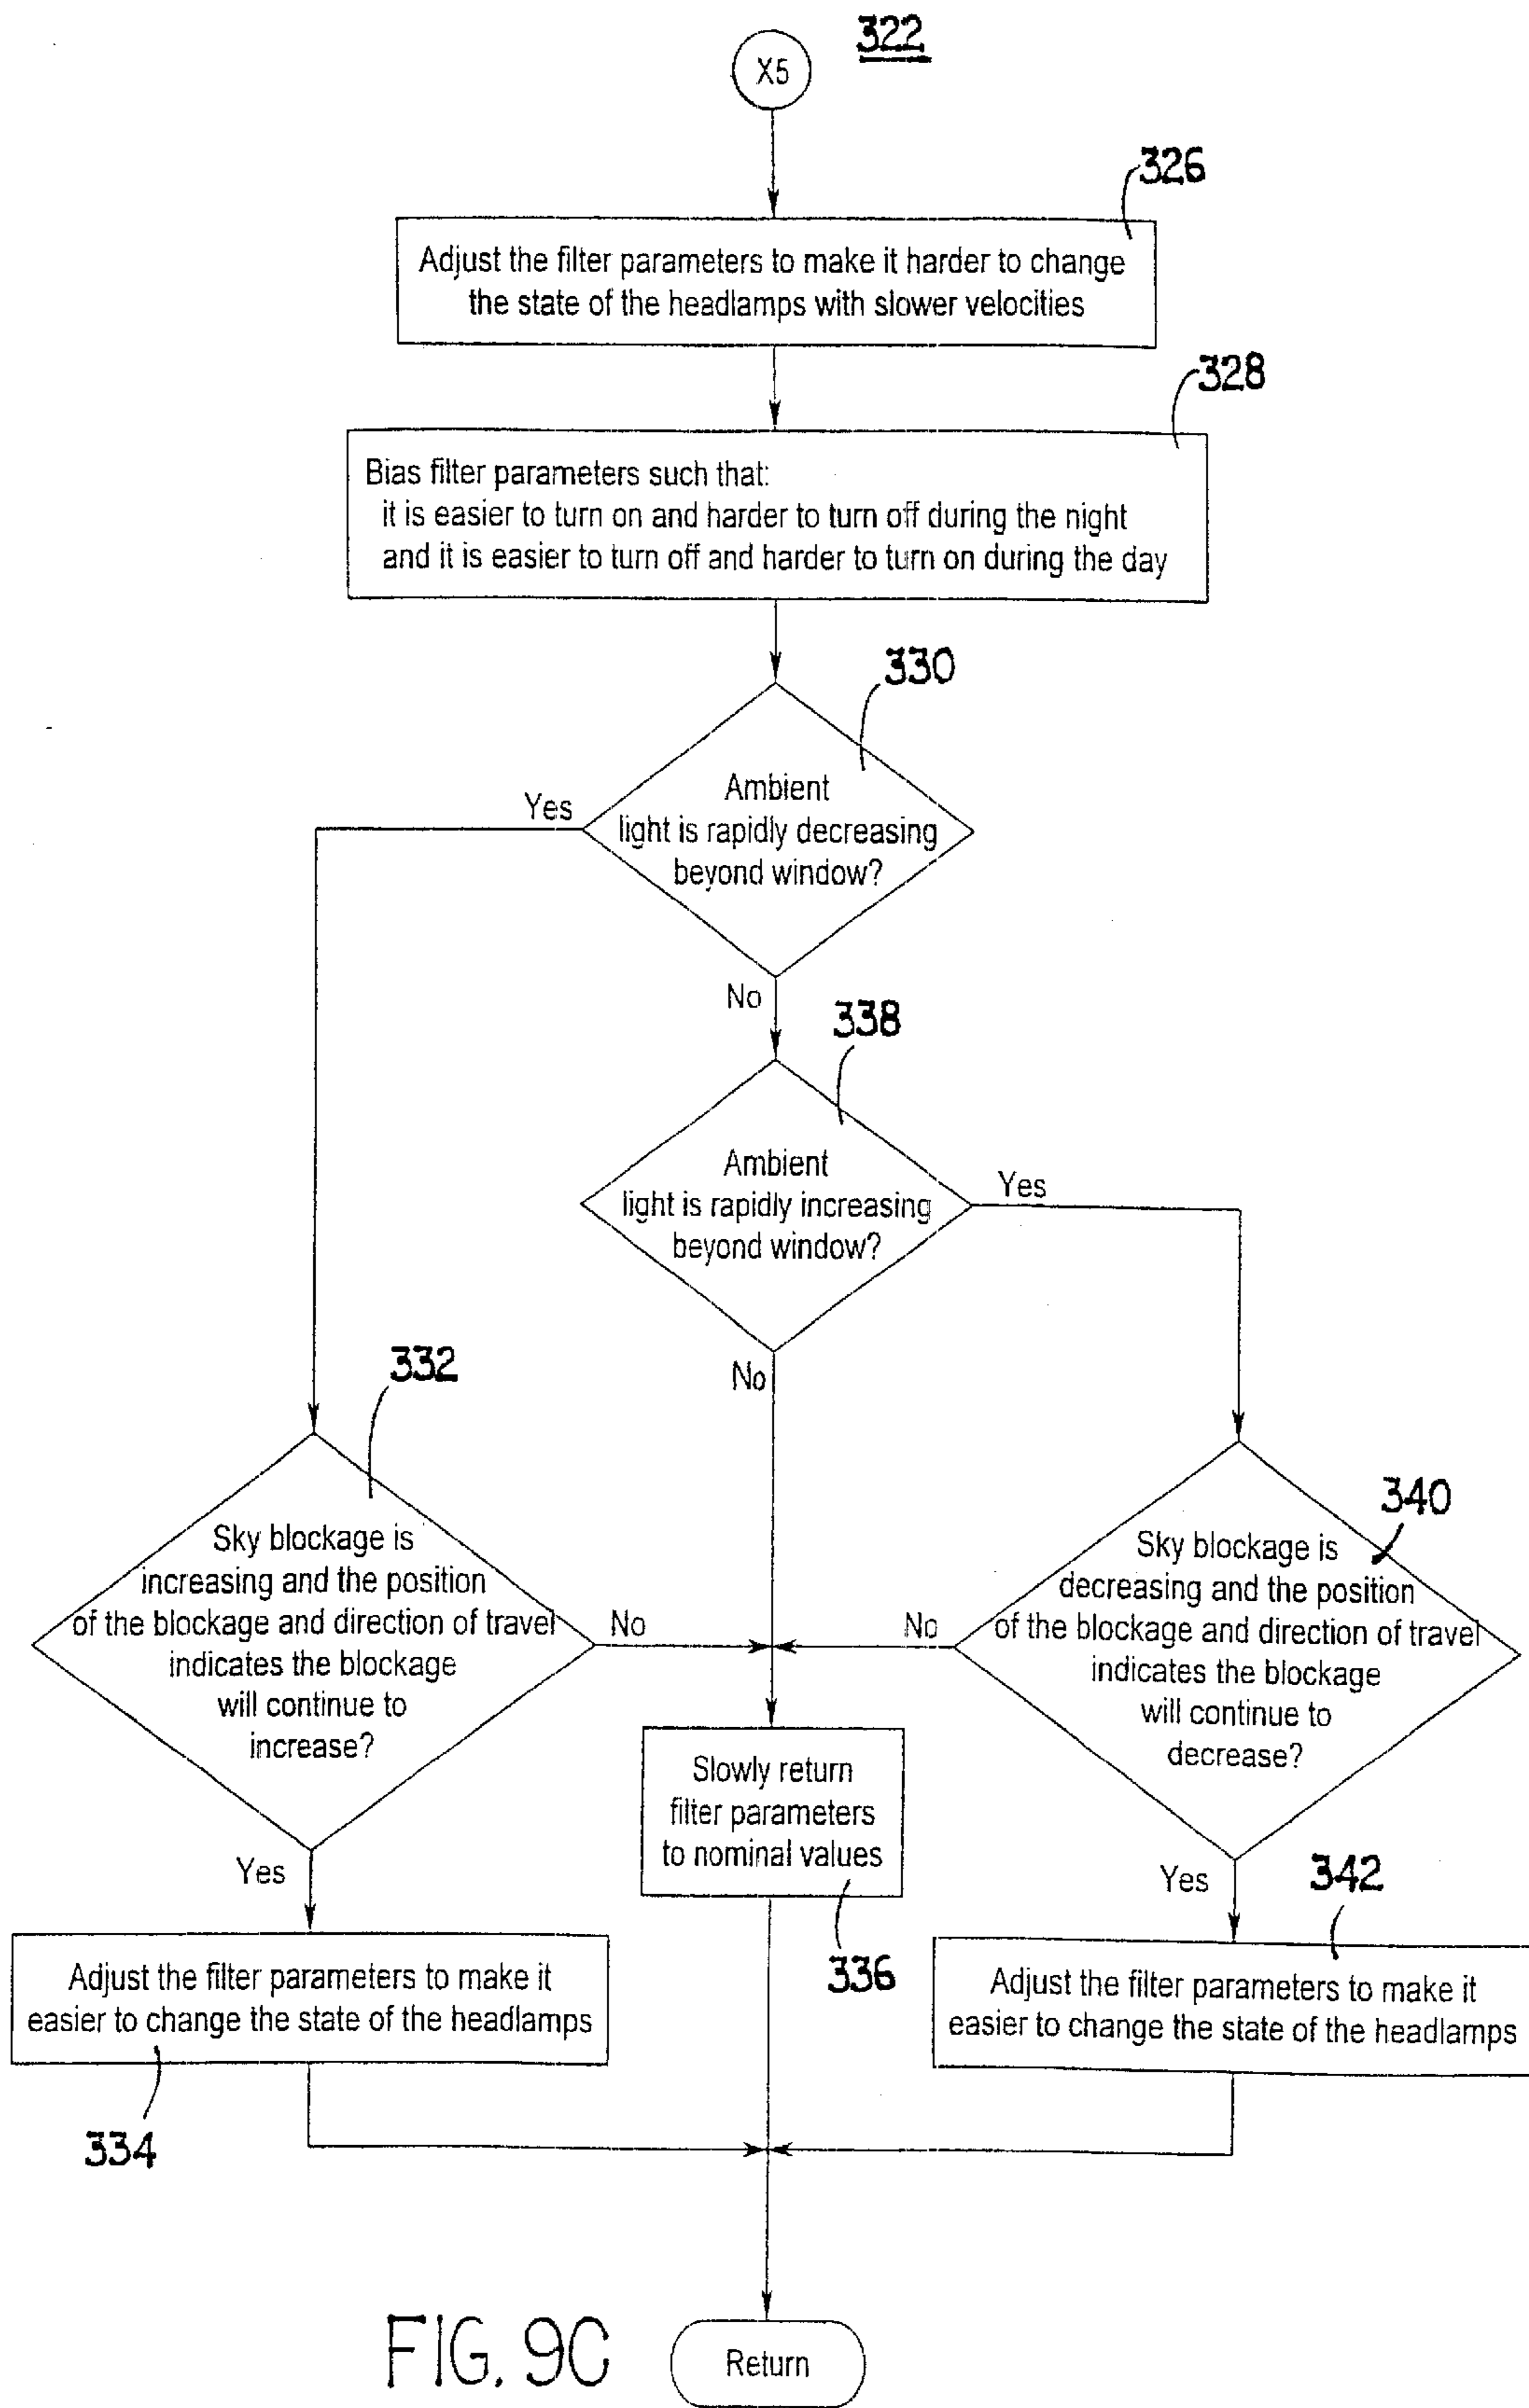 322
X5
326
Adjust the filter parameters to make it harder to change
the state of the headlamps with slower velocities
328
Bias filter parameters such that:
it is easier to turn on and harder to turn off during the night
and it is easier to turn off and harder to turn on during the day
330
Ambient
light is rapidly decreasing
beyond window?
Yes
No
338
Ambient
light is rapidly increasing
beyond window?
Yes
No
332
Sky blockage is
increasing and the position
of the blockage and direction of travel
indicates the blockage
will continue to
increase?
No
Yes
340
Sky blockage is
decreasing and the position
of the blockage and direction of travel
indicates the blockage
will continue to
decrease?
No
Yes
Slowly return
filter parameters
to nominal values
336
Adjust the filter parameters to make it
easier to change the state of the headlamps
334
342
Adjust the filter parameters to make it
easier to change the state of the headlamps
FIG. 9C
Return